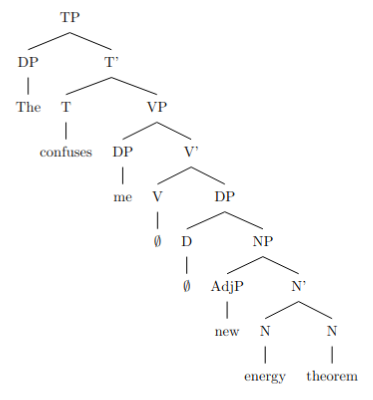 TP
DP T’
The T VP
confuses DP V’
me V DP
∅ D NP
∅ AdjP N’
new N N
energy theorem